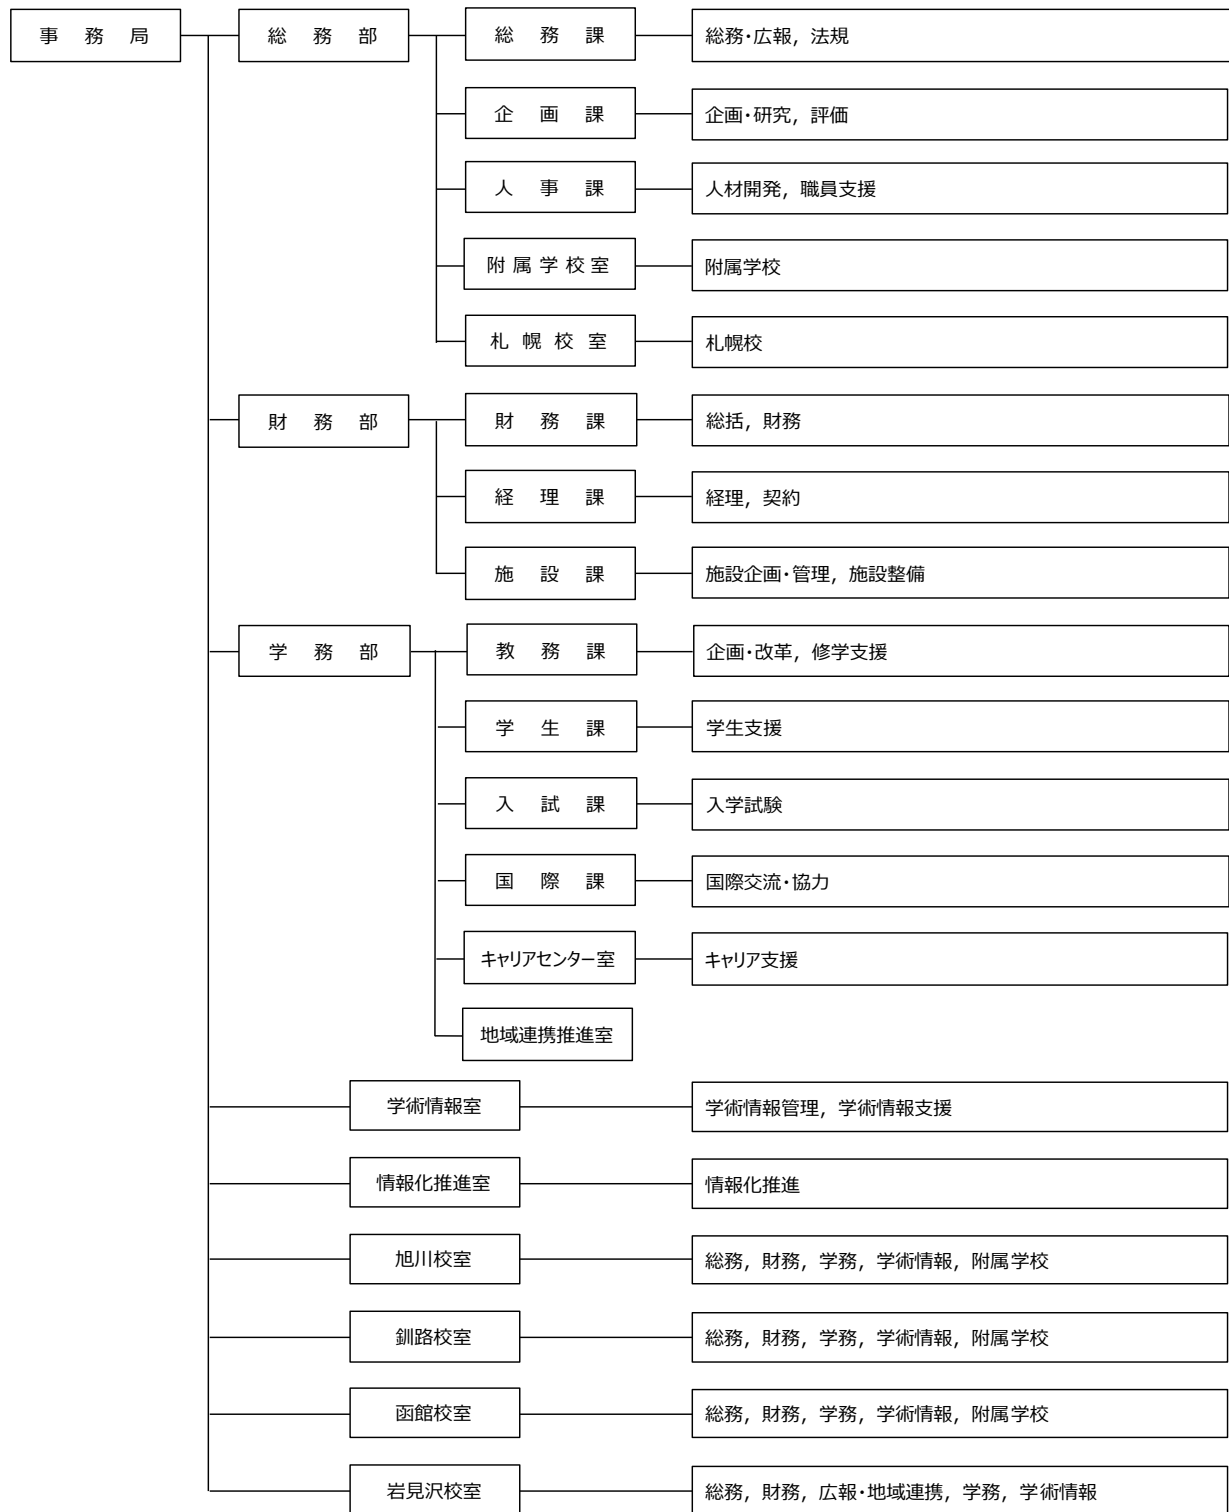 事務局 総務部 総務課 総務・広報，法規
企画課 企画・研究，評価
人事課 人材開発，職員支援
附属学校室 附属学校
札幌校室 札幌校
財務部 財務課 総括，財務
経理課 経理，契約
施設課 施設企画・管理，施設整備
学務部 教務課 企画・改革，修学支援
学生課 学生支援
入試課 入学試験
国際課 国際交流・協力
キャリアセンター室 キャリア支援
地域連携推進室
学術情報室 学術情報管理，学術情報支援
情報化推進室 情報化推進
旭川校室 総務，財務，学務，学術情報，附属学校
釧路校室 総務，財務，学務，学術情報，附属学校
函館校室 総務，財務，学務，学術情報，附属学校
岩見沢校室 総務，財務，広報・地域連携，学務，学術情報